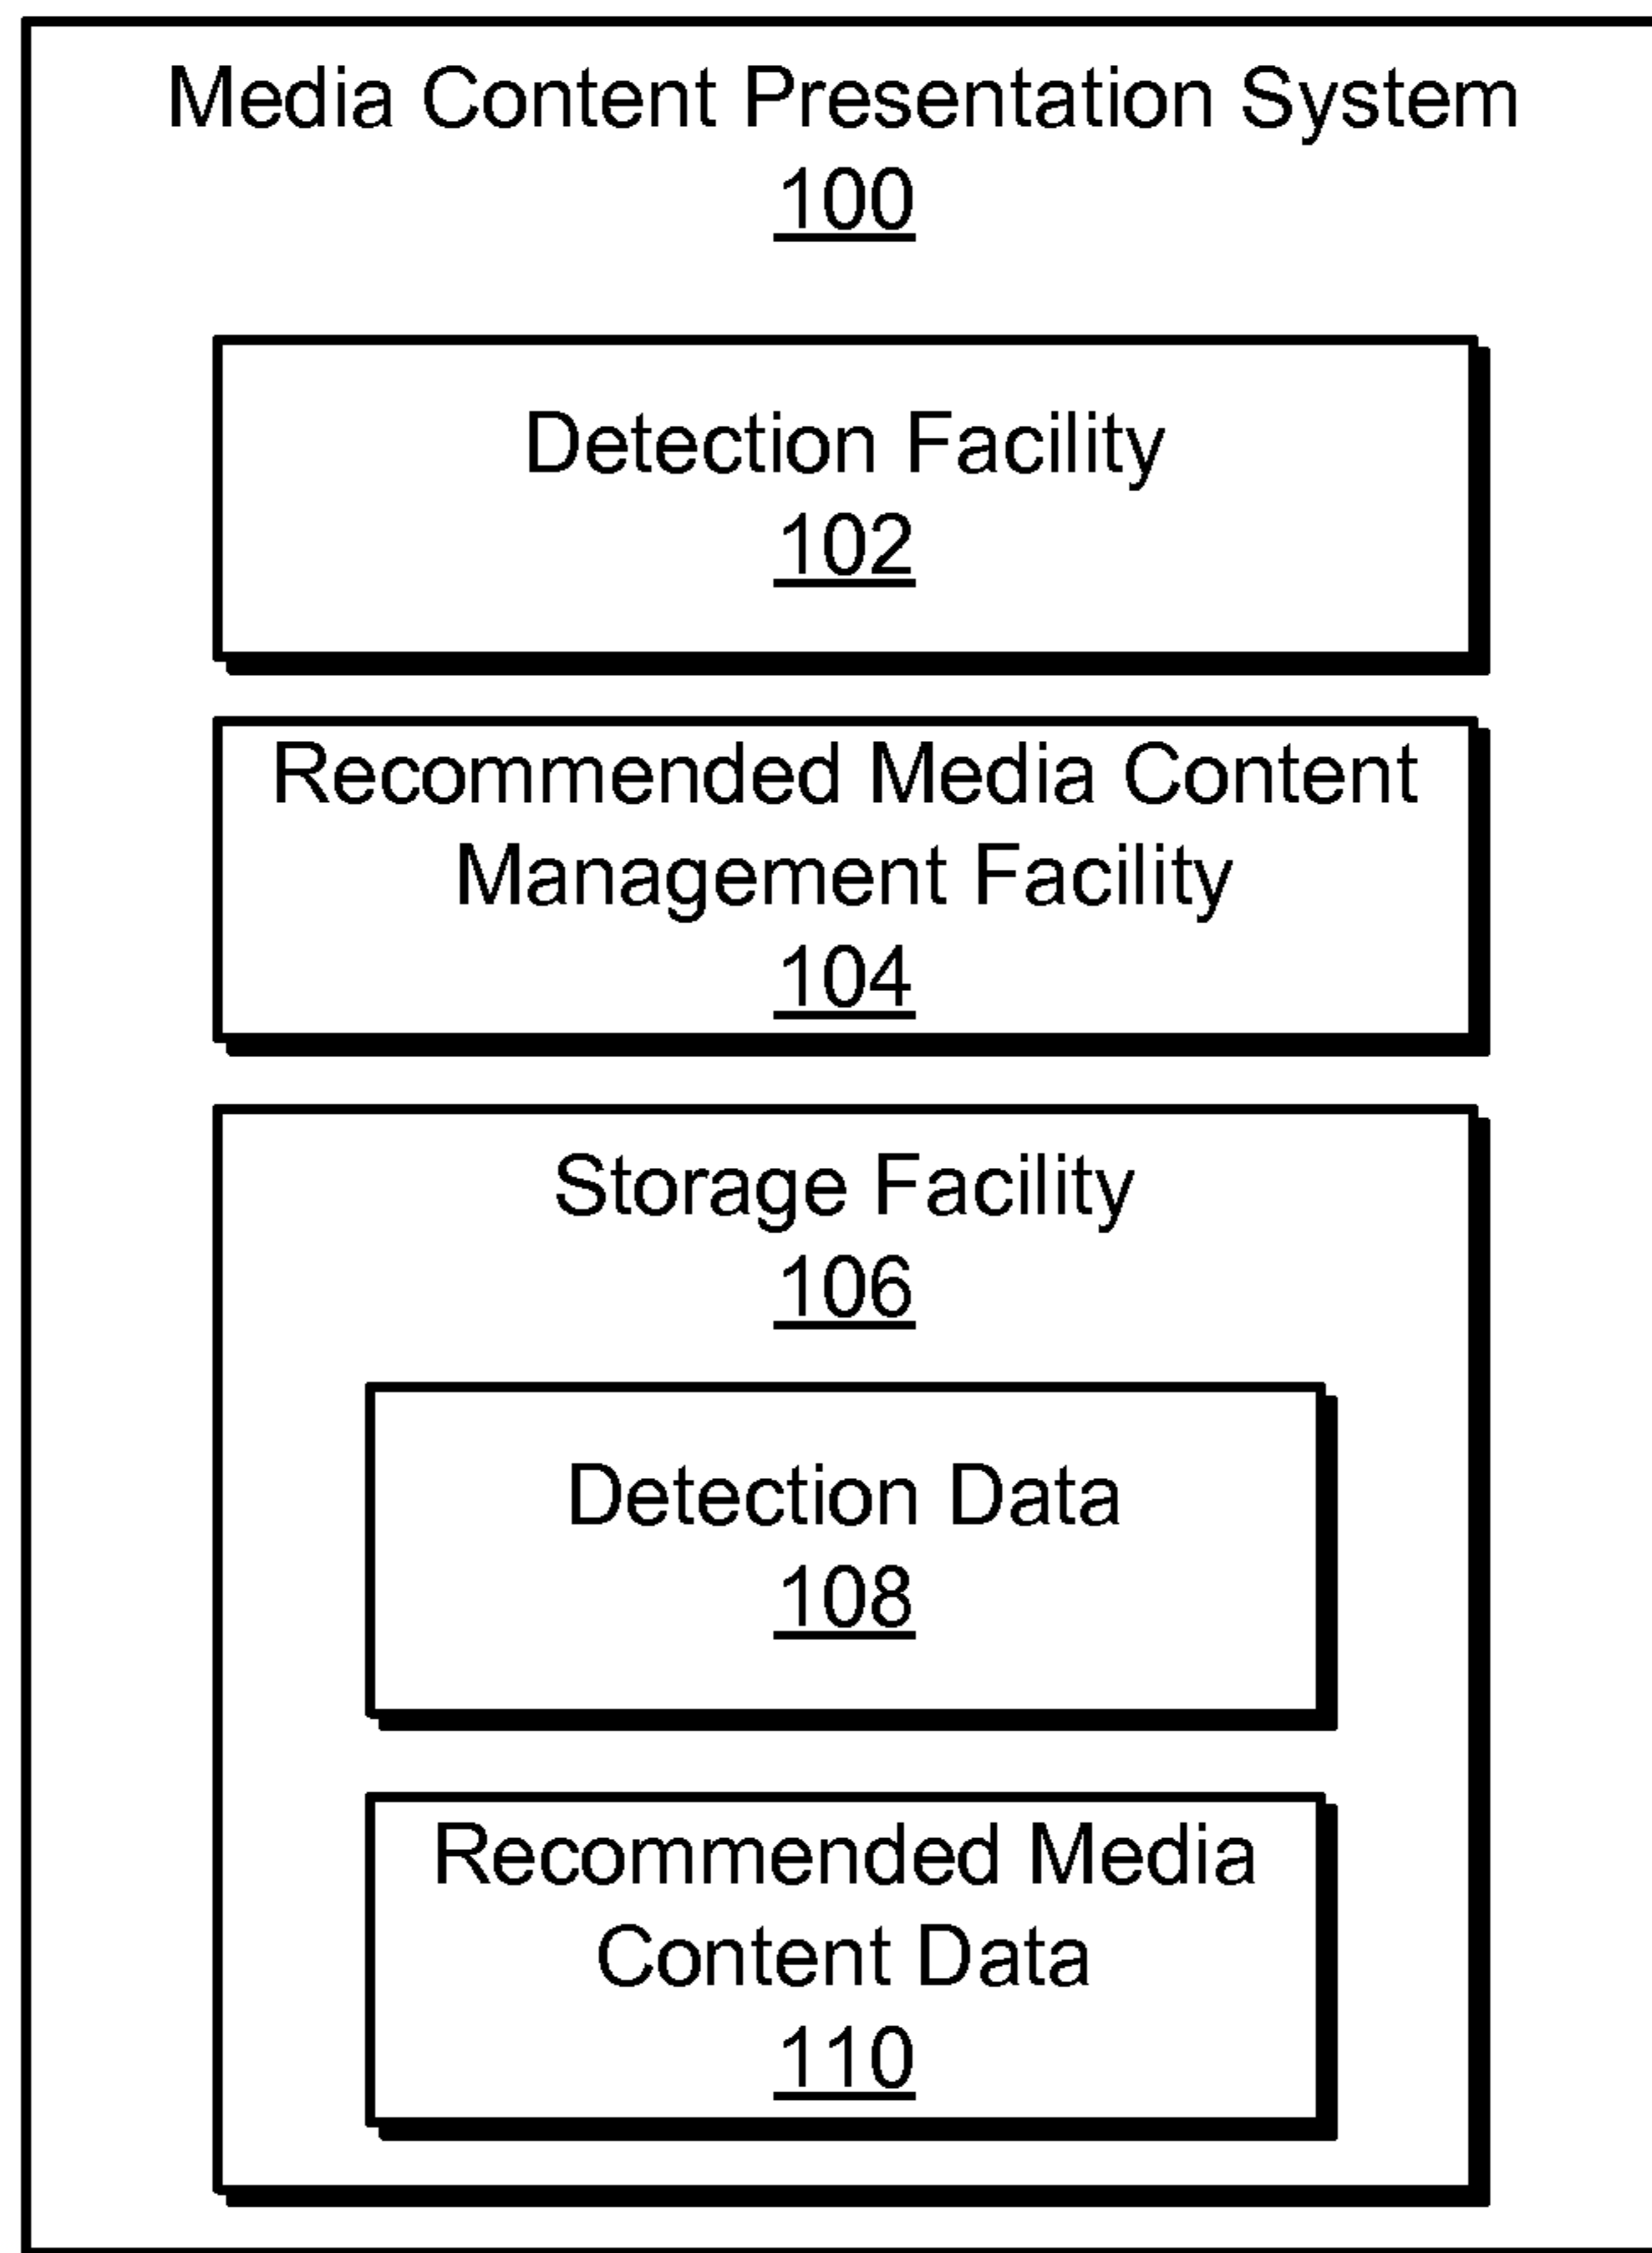 Media Content Presentation System
100
Detection Facility
102
Recommended Media Content
Management Facility
104
Storage Facility
106
Detection Data
108
Recommended Media
Content Data
110